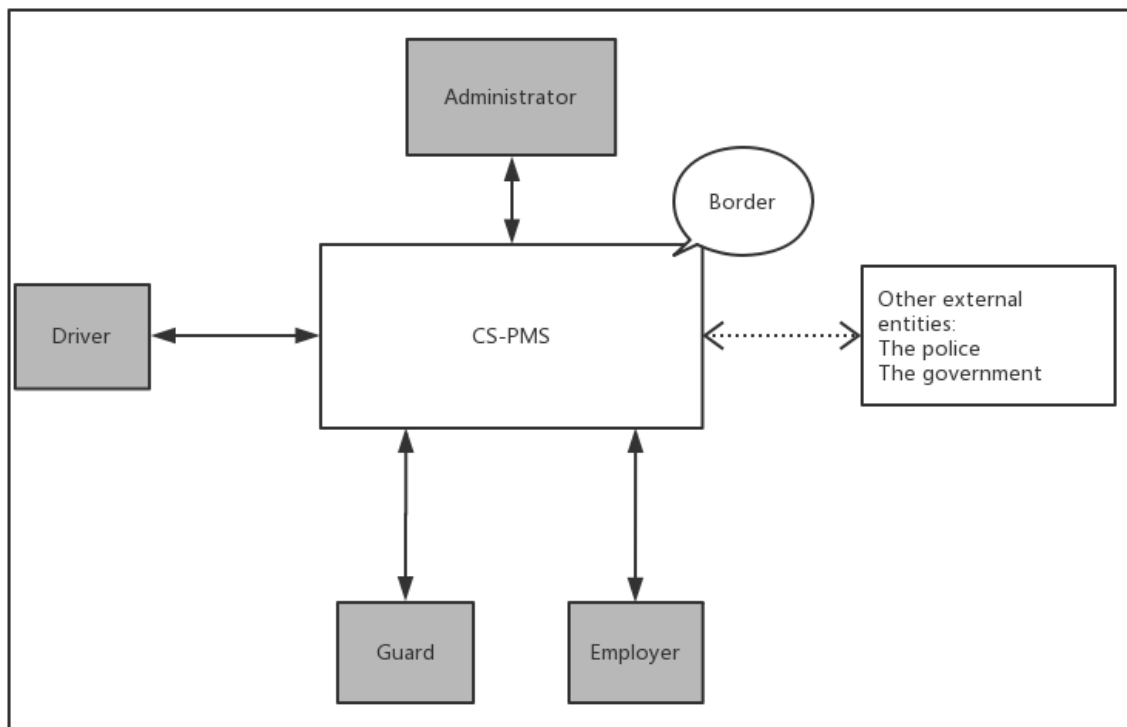 Administrator
Border
Driver
CS-PMS
Other external
entities:
The police
The government
Guard
Employer